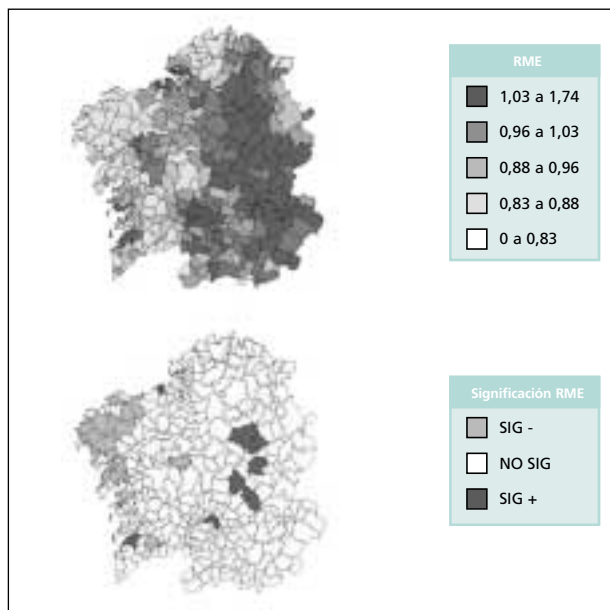 RME
1,03 a 1,74
0,96 a 1,03
0,88 a 0,96
0,83 a 0,88
0 a 0,83
Significación RME
SIG -
NO SIG
SIG +